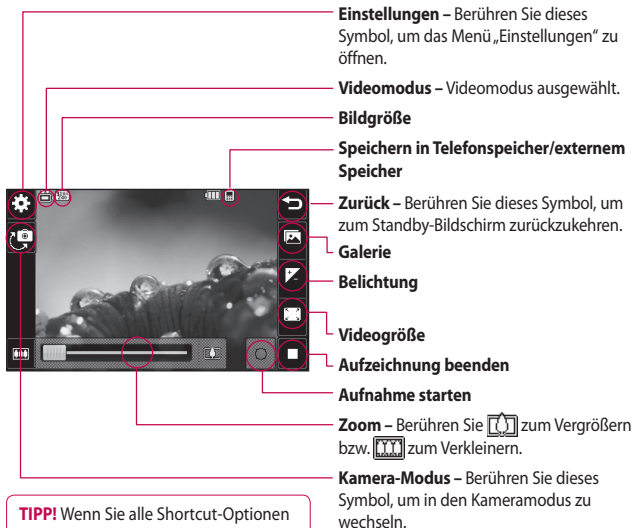 Einstellungen – Berühren Sie dieses
Symbol, um das Menü „Einstellungen“ zu
öffnen.
Videomodus – Videomodus ausgewählt.
Bildgröße
Speichern in Telefonspeicher/externem
Speicher
Zurück – Berühren Sie dieses Symbol, um
zum Standby-Bildschirm zurückzukehren.
Galerie
Belichtung
Videogröße
Aufzeichnung beenden
Aufnahme starten
Zoom – Berühren Sie zum Vergrößern
bzw. zum Verkleinern.
Kamera-Modus – Berühren Sie dieses
Symbol, um in den Kameramodus zu
wechseln.
TIPP! Wenn Sie alle Shortcut-Optionen